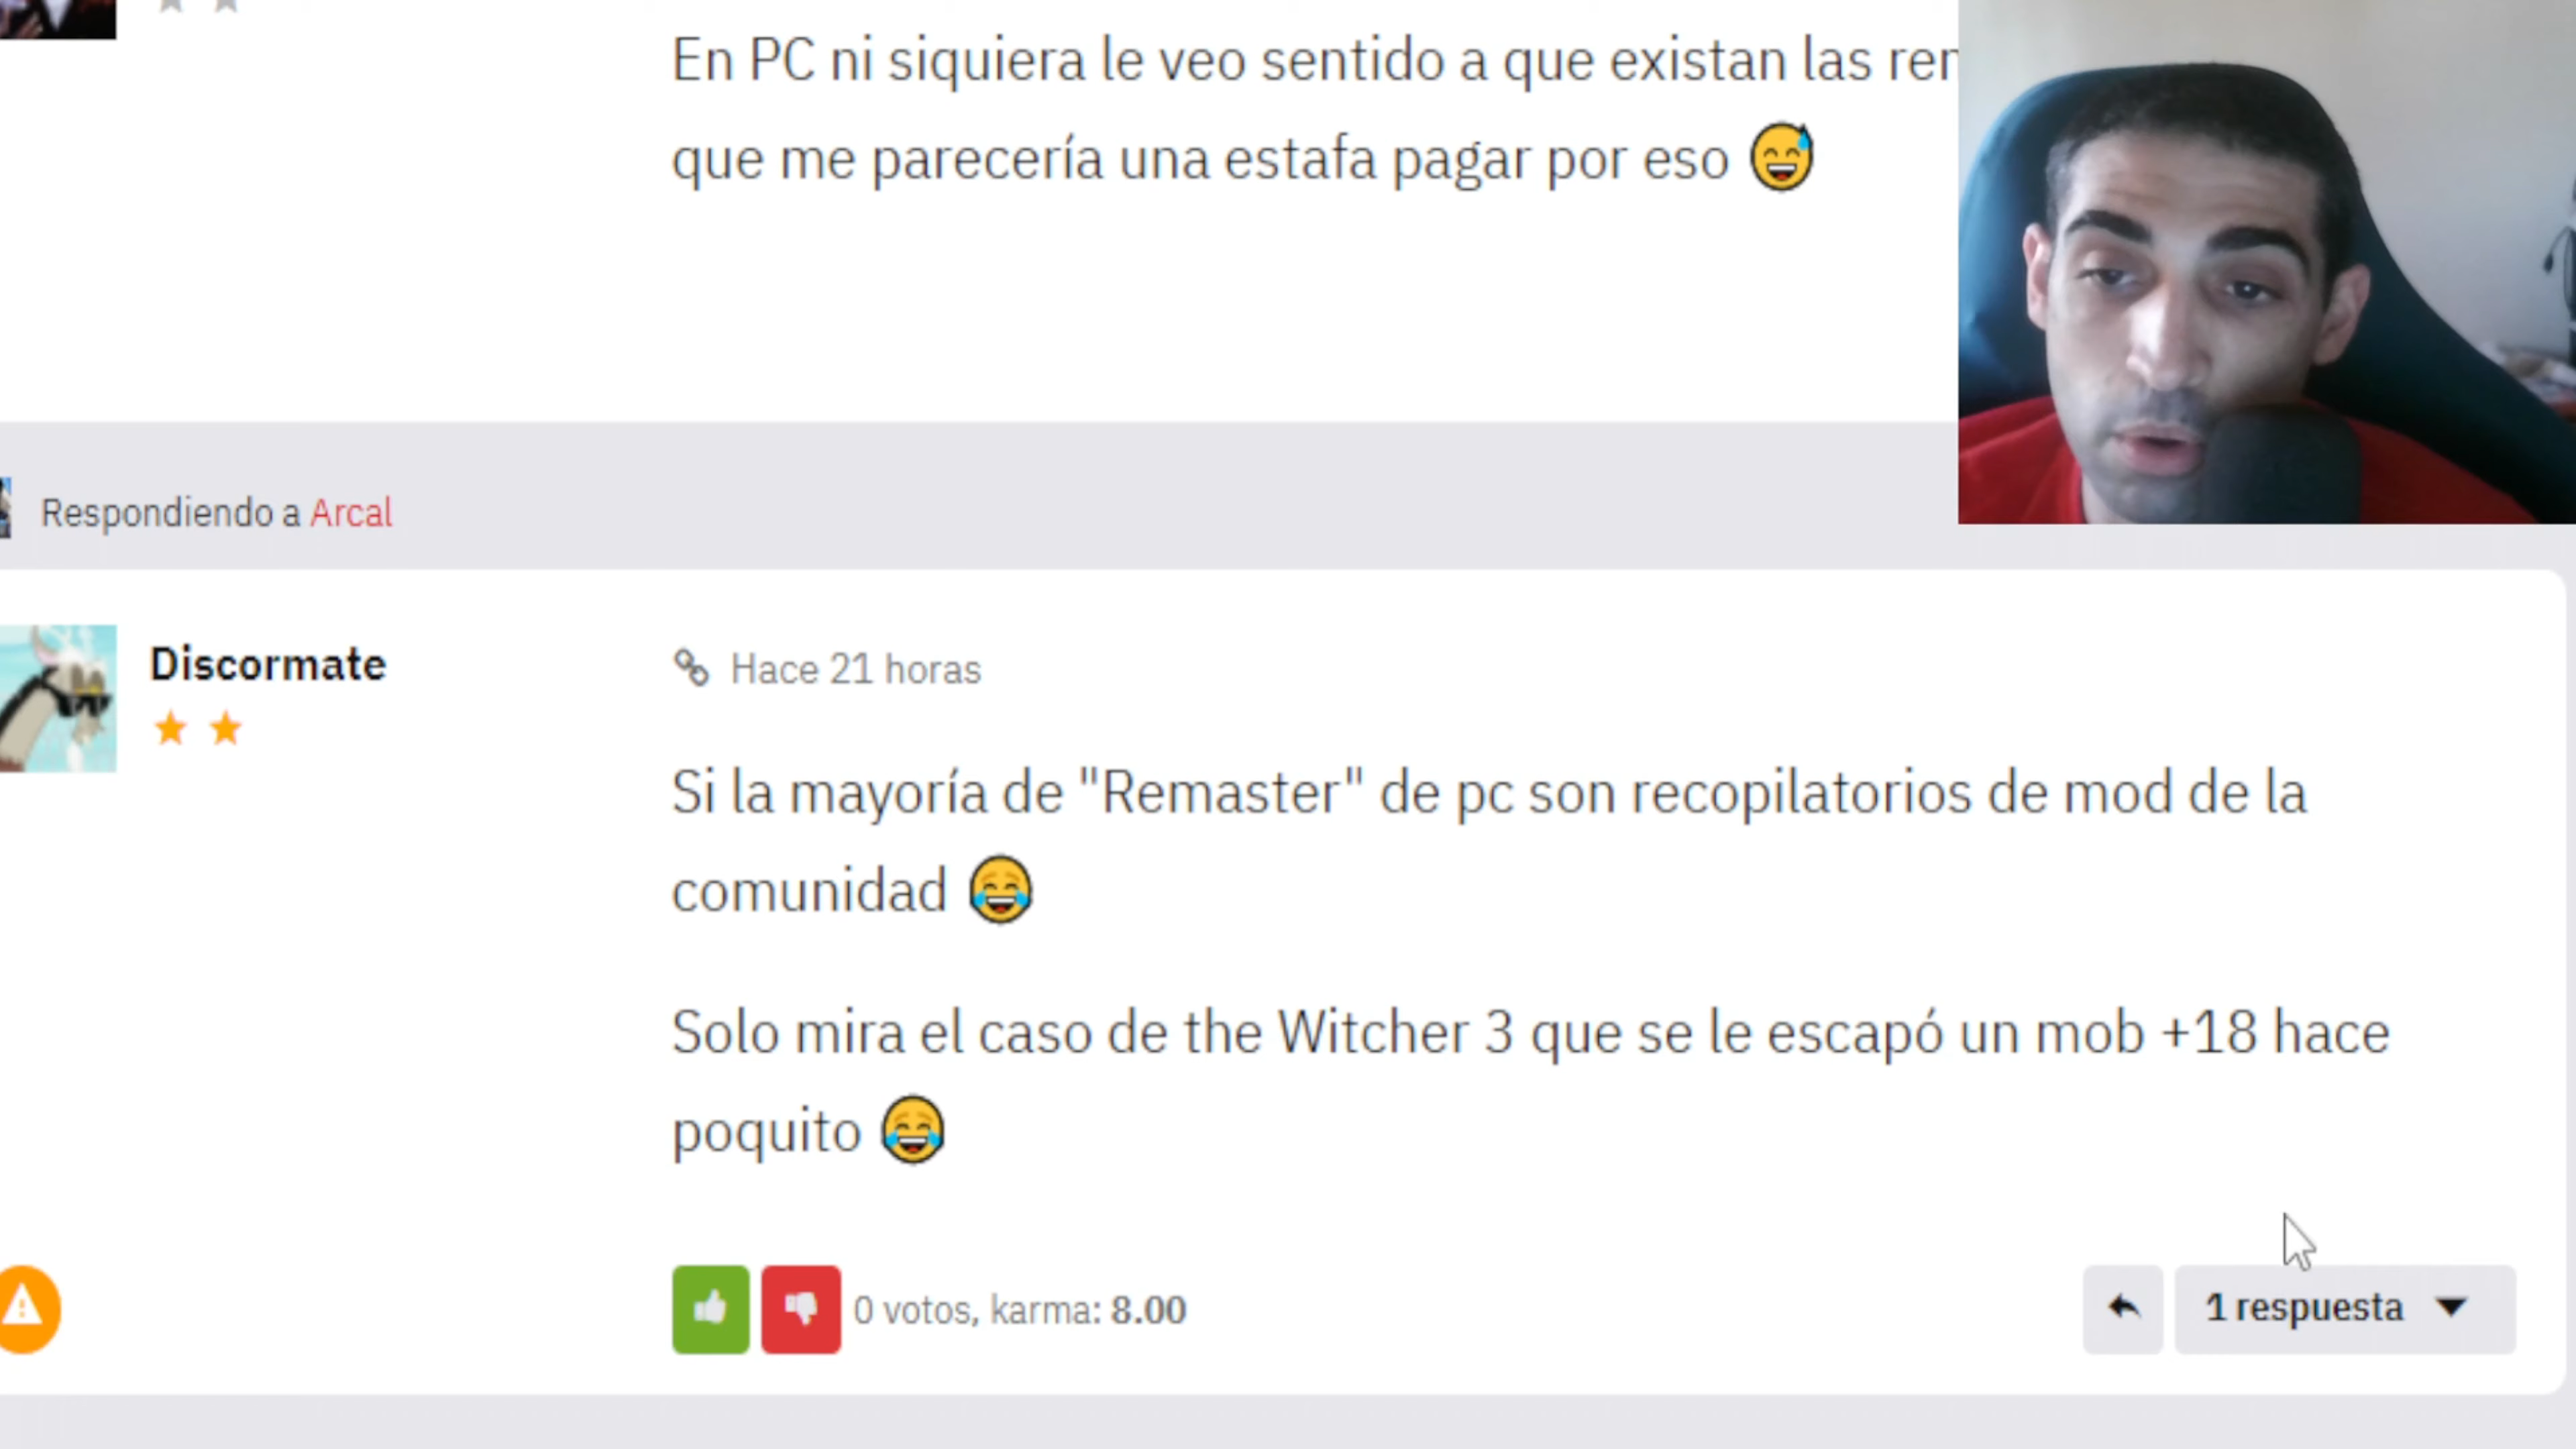 En PC ni siquiera le veo sentido a que existan las
que me parecería una estafa pagar por eso 😅
Respondiendo a Arcal
Discormate
Hace 21 horas
Si la mayoría de "Remaster" de pc son recopilatorios de mod de la
comunidad 😂
Solo mira el caso de the Witcher 3 que se le escapó un mob +18 hace
poquito 😂
0 votos, karma: 8.00
1 respuesta